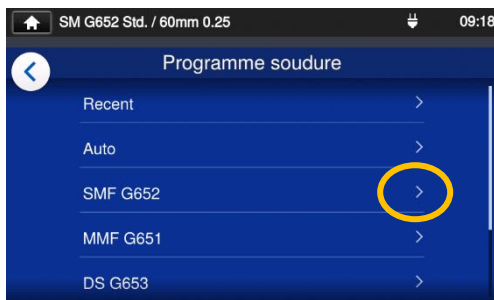 SM G652 Std. / 60mm 0.25 09:18
Programme soudure
Recent
Auto
SMF G652
MMF G651
DS G653